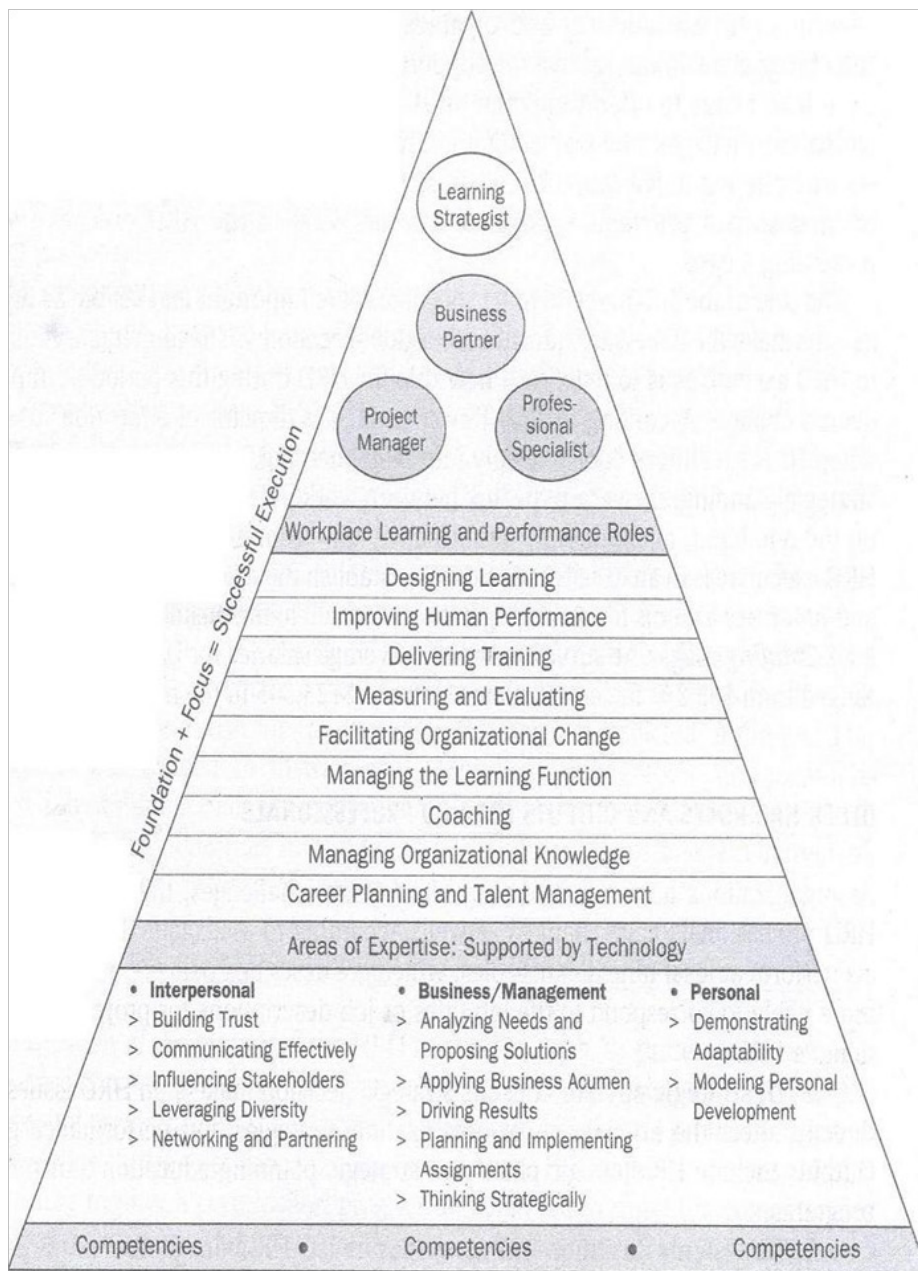 Learning
Strategist
Business
Partner
Project
Manager
Profes-
sional
Specialist
Foundation + Focus = Successful Execution
Workplace Learning and Performance Roles
Designing Learning
Improving Human Performance
Delivering Training
Measuring and Evaluating
Facilitating Organizational Change
Managing the Learning Function
Coaching
Managing Organizational Knowledge
Career Planning and Talent Management
Areas of Expertise: Supported by Technology
• Interpersonal
> Building Trust
> Communicating Effectively
> Influencing Stakeholders
> Leveraging Diversity
> Networking and Partnering
• Business/Management
> Analyzing Needs and
Proposing Solutions
> Applying Business Acumen
> Driving Results
> Planning and Implementing
Assignments
> Thinking Strategically
• Personal
> Demonstrating
Adaptability
> Modeling Personal
Development
Competencies • Competencies • Competencies